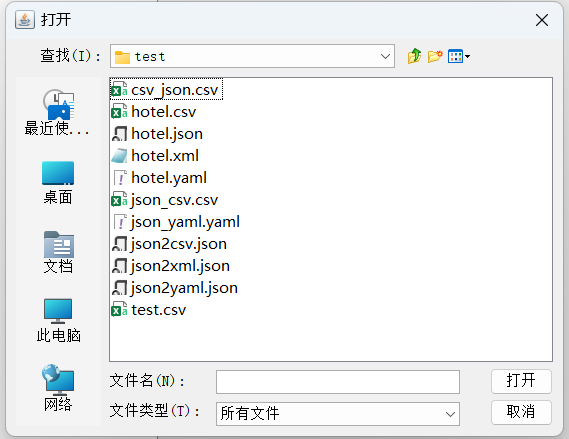 打开
查找(I): test
最近使...
桌面
文档
此电脑
网络
csv_json.csv
hotel.csv
hotel.json
hotel.xml
hotel.yaml
json_csv.csv
json_yaml.yaml
json2csv.json
json2xml.json
json2yaml.json
test.csv
文件名(N):
打开
文件类型(T): 所有文件
取消